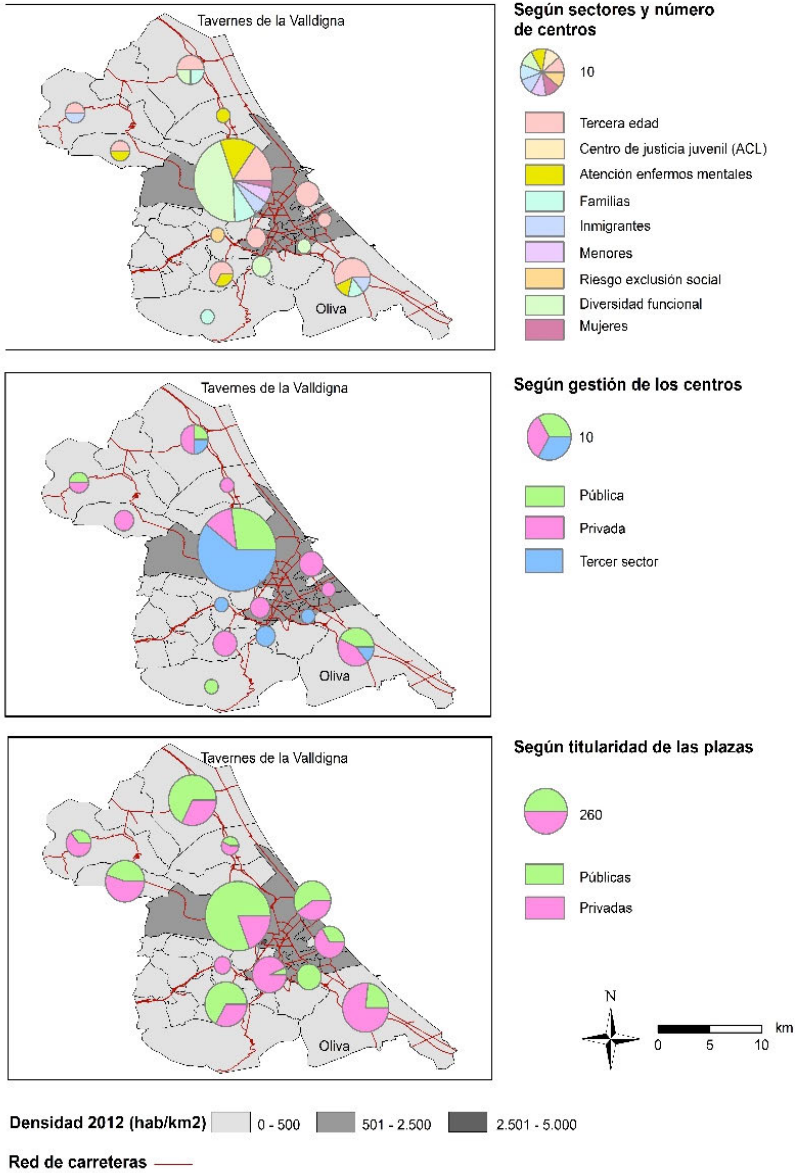 Tavernes de la Valldigna
Oliva
Según sectores y número
de centros
10
Tercera edad
Centro de justicia juvenil (ACL)
Atención enfermos mentales
Familias
Inmigrantes
Menores
Riesgo exclusión social
Diversidad funcional
Mujeres
Tavernes de la Valldigna
Oliva
Según gestión de los centros
10
Pública
Privada
Tercer sector
Tavernes de la Valldigna
Oliva
Según titularidad de las plazas
260
Públicas
Privadas
N
km
0 5 10
Densidad 2012 (hab/km2) 0 - 500 501 - 2.500 2.501 - 5.000
Red de carreteras